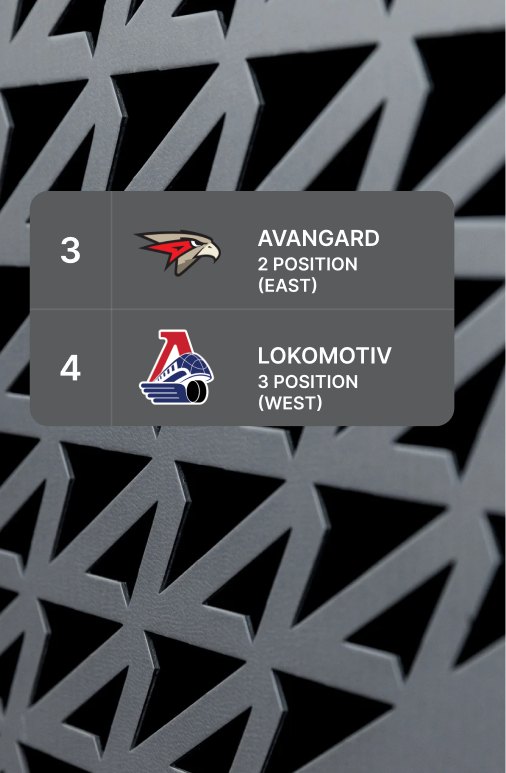 3
AVANGARD
2 POSITION
(EAST)
4
LOKOMOTIV
3 POSITION
(WEST)